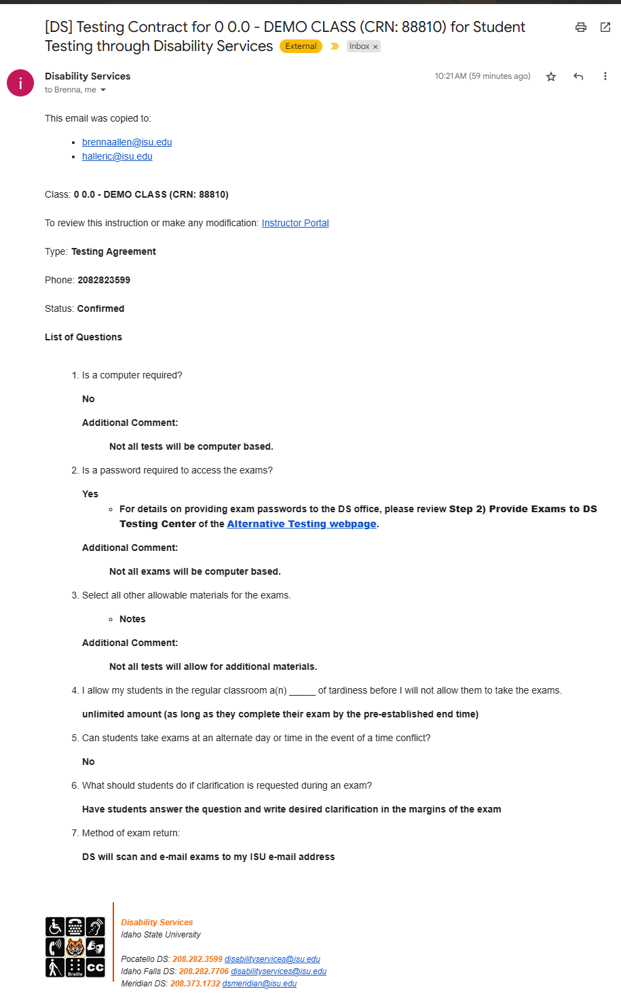 [DS] Testing Contract for 0 0.0 - DEMO CLASS (CRN: 88810) for Student
Testing through Disability Services External Inbox ×
i
Disability Services
10:21 AM (59 minutes ago)
to Brenna, me
This email was copied to:
• brennaallen@isu.edu
• halleric@isu.edu
Class: 0 0.0 - DEMO CLASS (CRN: 88810)
To review this instruction or make any modification: Instructor Portal
Type: Testing Agreement
Phone: 2082823599
Status: Confirmed
List of Questions
1. Is a computer required?
No
Additional Comment:
Not all tests will be computer based.
2. Is a password required to access the exams?
Yes
◦ For details on providing exam passwords to the DS office, please review Step 2) Provide Exams to DS
Testing Center of the Alternative Testing webpage.
Additional Comment:
Not all exams will be computer based.
3. Select all other allowable materials for the exams.
◦ Notes
Additional Comment:
Not all tests will allow for additional materials.
4. I allow my students in the regular classroom a(n) _____ of tardiness before I will not allow them to take the exams.
unlimited amount (as long as they complete their exam by the pre-established end time)
5. Can students take exams at an alternate day or time in the event of a time conflict?
No
6. What should students do if clarification is requested during an exam?
Have students answer the question and write desired clarification in the margins of the exam
7. Method of exam return:
DS will scan and e-mail exams to my ISU e-mail address
Braille
CC
Disability Services
Idaho State University
Pocatello DS: 208.282.3599 disabilityservices@isu.edu
Idaho Falls DS: 208.282.7706 disabilityservices@isu.edu
Meridian DS: 208.373.1732 dsmeridian@isu.edu